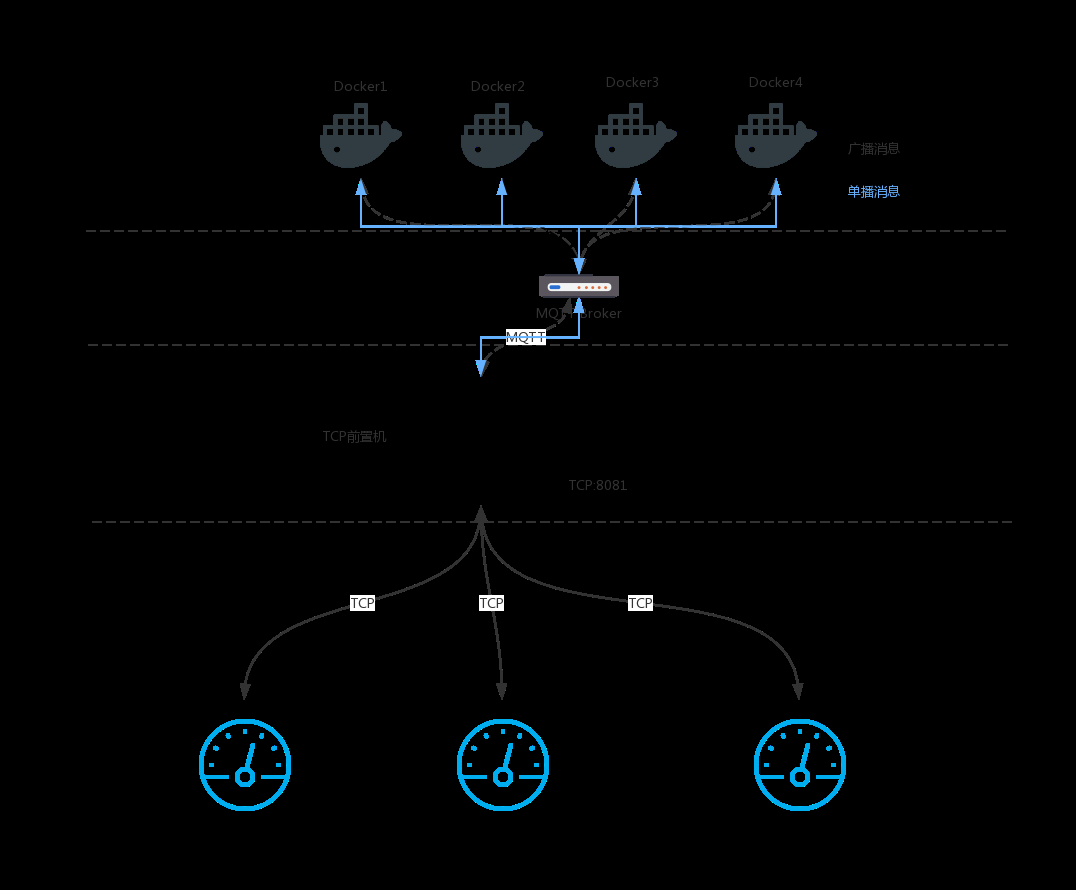 Docker1
Docker2
Docker3
Docker4
广播消息
单播消息
MQTT Broker
MQTT
TCP前置机
TCP:8081
TCP
TCP
TCP